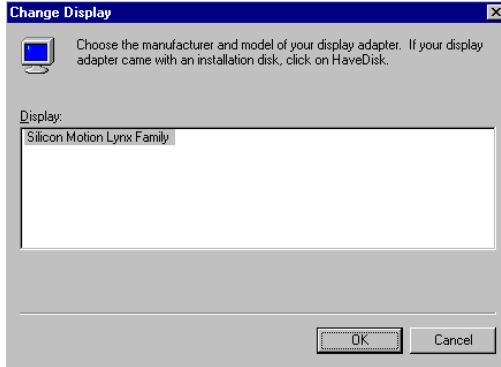 Change Display
Choose the manufacturer and model of your display adapter. If your display
adapter came with an installation disk, click on HaveDisk.
Display:
Silicon Motion Lynx Family
OK
Cancel